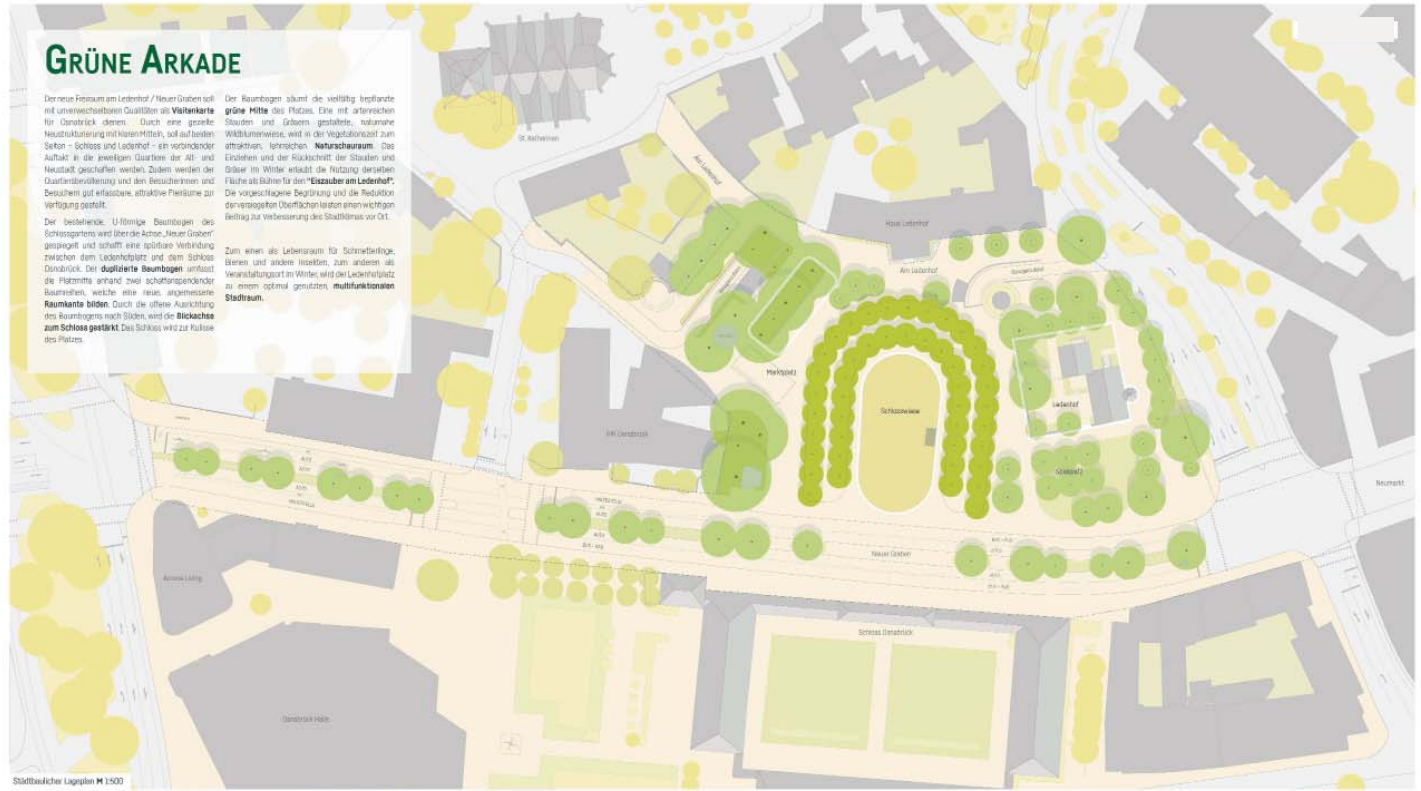 GRÜNE ARKADE
Der neue Freiraum am Ledenhof / Neuer Graben soll
mit unverwechselbaren Qualitäten als Visitenkarte
für Osnabrück dienen. Durch eine gezielte
Neustrukturierung mit klaren Mitteln, soll auf beiden
Seiten – Schloss und Ledenhof – ein verbindender
Auftakt in die jeweiligen Quartiere der Alt- und
Neustadt geschaffen werden. Zudem werden der
Quartiersbevölkerung und den Besucherinnen und
Besuchern gut erfassbare, attraktive Freiräume zur
Verfügung gestellt.
Der bestehende, U-förmige Baumbogen des
Schlossgartens wird über die Achse „Neuer Graben"
gespiegelt und schafft eine spürbare Verbindung
zwischen dem Ledenhofplatz und dem Schloss
Osnabrück. Der duplizierte Baumbogen umfasst
die Platzmitte anhand zwei schattenspendender
Baumreihen, welche eine neue, angemessene
Raumkante bilden. Durch die offene Ausrichtung
des Baumbogens nach Süden, wird die Blickachse
zum Schloss gestärkt. Das Schloss wird zur Kulisse
des Platzes.
Der Baumbogen säumt die vielfältig bepflanzte
grüne Mitte des Platzes. Eine mit artenreichen
Stauden und Gräsern gestaltete, naturnahe
Wildblumenwiese, wird in der Vegetationszeit zum
attraktiven, lehrreichen Naturschauraum. Das
Einziehen und der Rückschnitt der Stauden und
Gräser im Winter erlaubt die Nutzung derselben
Fläche als Bühne für den "Eiszauber am Ledenhof".
Die vorgeschlagene Begrünung und die Reduktion
der versiegelten Oberflächen leisten einen wichtigen
Beitrag zur Verbesserung des Stadtklimas vor Ort.
Zum einen als Lebensraum für Schmetterlinge,
Bienen und andere Insekten, zum anderen als
Veranstaltungsort im Winter, wird der Ledenhofplatz
zu einem optimal genutzten, multifunktionalen
Stadtraum.
St. Katharinen
Am Ledenhof
Haus Ledenhof
Am Ledenhof
Marktplatz
Schlosswiese
Ledenhof
Spielplatz
Neumarkt
IHK Osnabrück
Neuer Graben
Schloss Osnabrück
Osnabrück Halle
Städtbaulicher Lageplan M 1:500